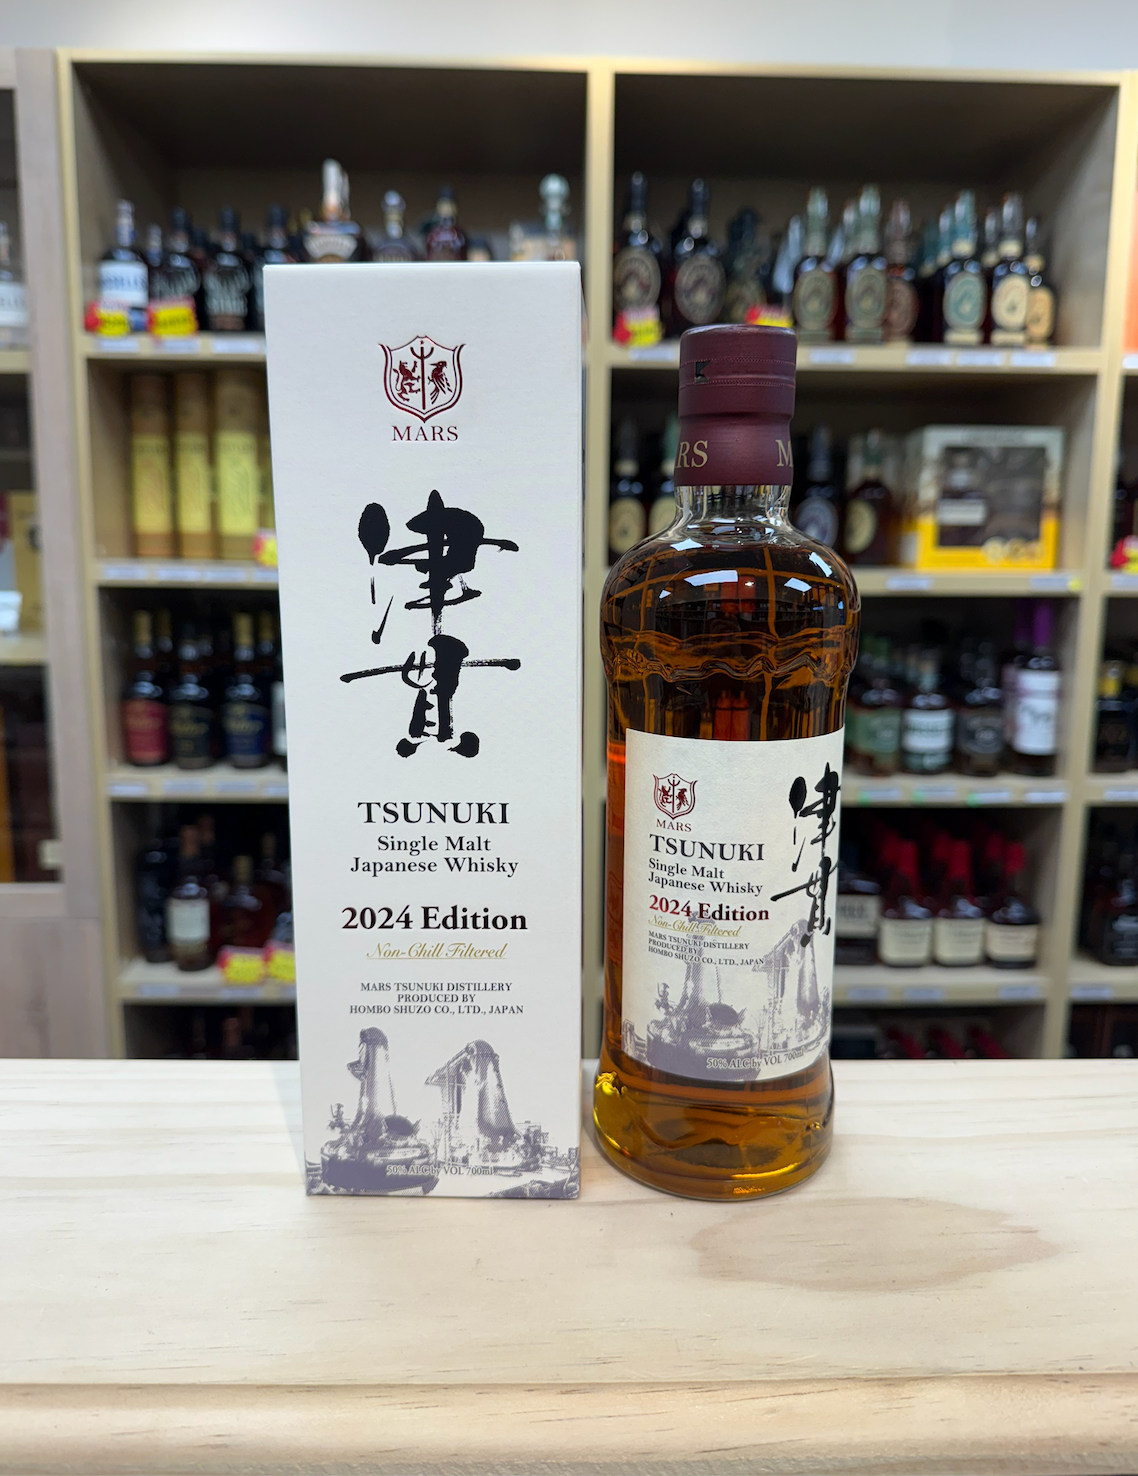 MARS
津貫
TSUNUKI
Single Malt
Japanese Whisky
2024 Edition
Non-Chill Filtered
MARS TSUNUKI DISTILLERY
PRODUCED BY
HOMBO SHUZO CO., LTD., JAPAN
50% ALC by VOL 700ml
RS M
MARS
津貫
TSUNUKI
Single Malt
Japanese Whisky
2024 Edition
Non-Chill Filtered
MARS TSUNUKI DISTILLERY
PRODUCED BY
HOMBO SHUZO CO., LTD., JAPAN
50% ALC by VOL 700ml